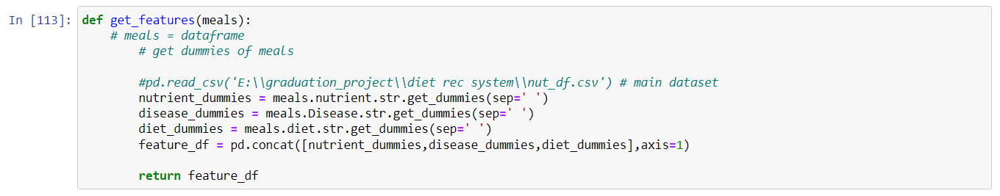 In [113]: def get_features(meals):
# meals = dataframe
# get dummies of meals
#pd.read_csv('E:\\graduation_project\\diet rec system\\nut_df.csv') # main dataset
nutrient_dummies = meals.nutrient.str.get_dummies(sep=' ')
disease_dummies = meals.Disease.str.get_dummies(sep=' ')
diet_dummies = meals.diet.str.get_dummies(sep=' ')
feature_df = pd.concat([nutrient_dummies,disease_dummies,diet_dummies],axis=1)
return feature_df